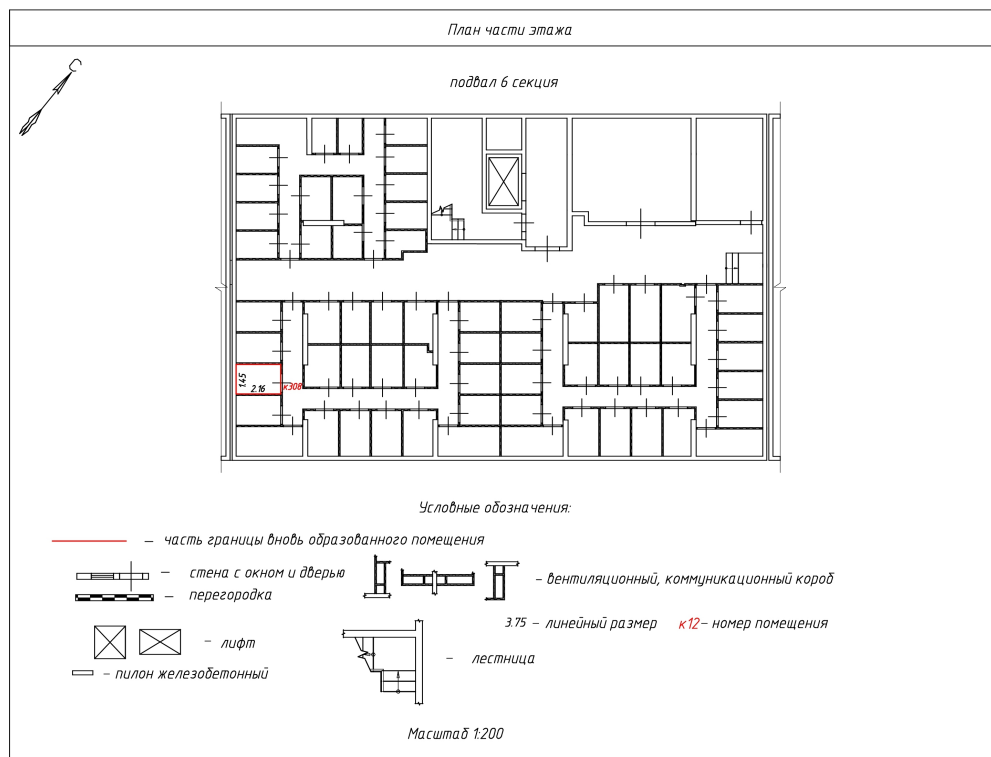 План части этажа
С
подвал 6 секция
1.45
2.16
к308
Условные обозначения:
– часть границы вновь образованного помещения
– стена с окном и дверью
– вентиляционный, коммуникационный короб
– перегородка
3.75 – линейный размер к12 – номер помещения
– лифт
– лестница
– пилон железобетонный
Масштаб 1:200